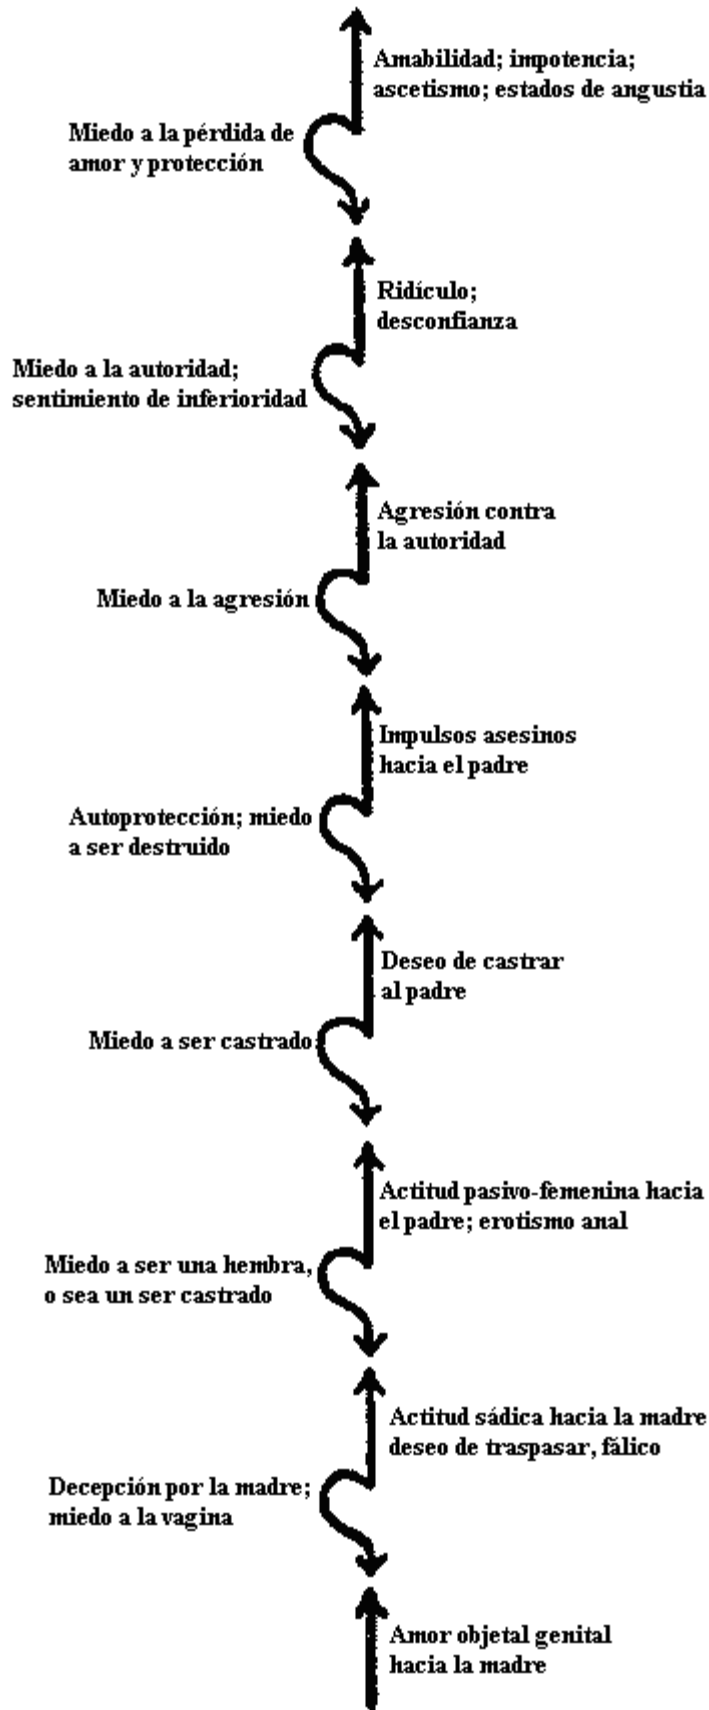 Amabilidad; impotencia;
ascetismo; estados de angustia
Miedo a la pérdida de
amor y protección
Ridículo;
desconfianza
Miedo a la autoridad;
sentimiento de inferioridad
Agresión contra
la autoridad
Miedo a la agresión
Impulsos asesinos
hacia el padre
Autoprotección; miedo
a ser destruido
Deseo de castrar
al padre
Miedo a ser castrado
Actitud pasivo-femenina hacia
el padre; erotismo anal
Miedo a ser una hembra,
o sea un ser castrado
Actitud sádica hacia la madre
deseo de traspasar, fálico
Decepción por la madre;
miedo a la vagina
Amor objetal genital
hacia la madre